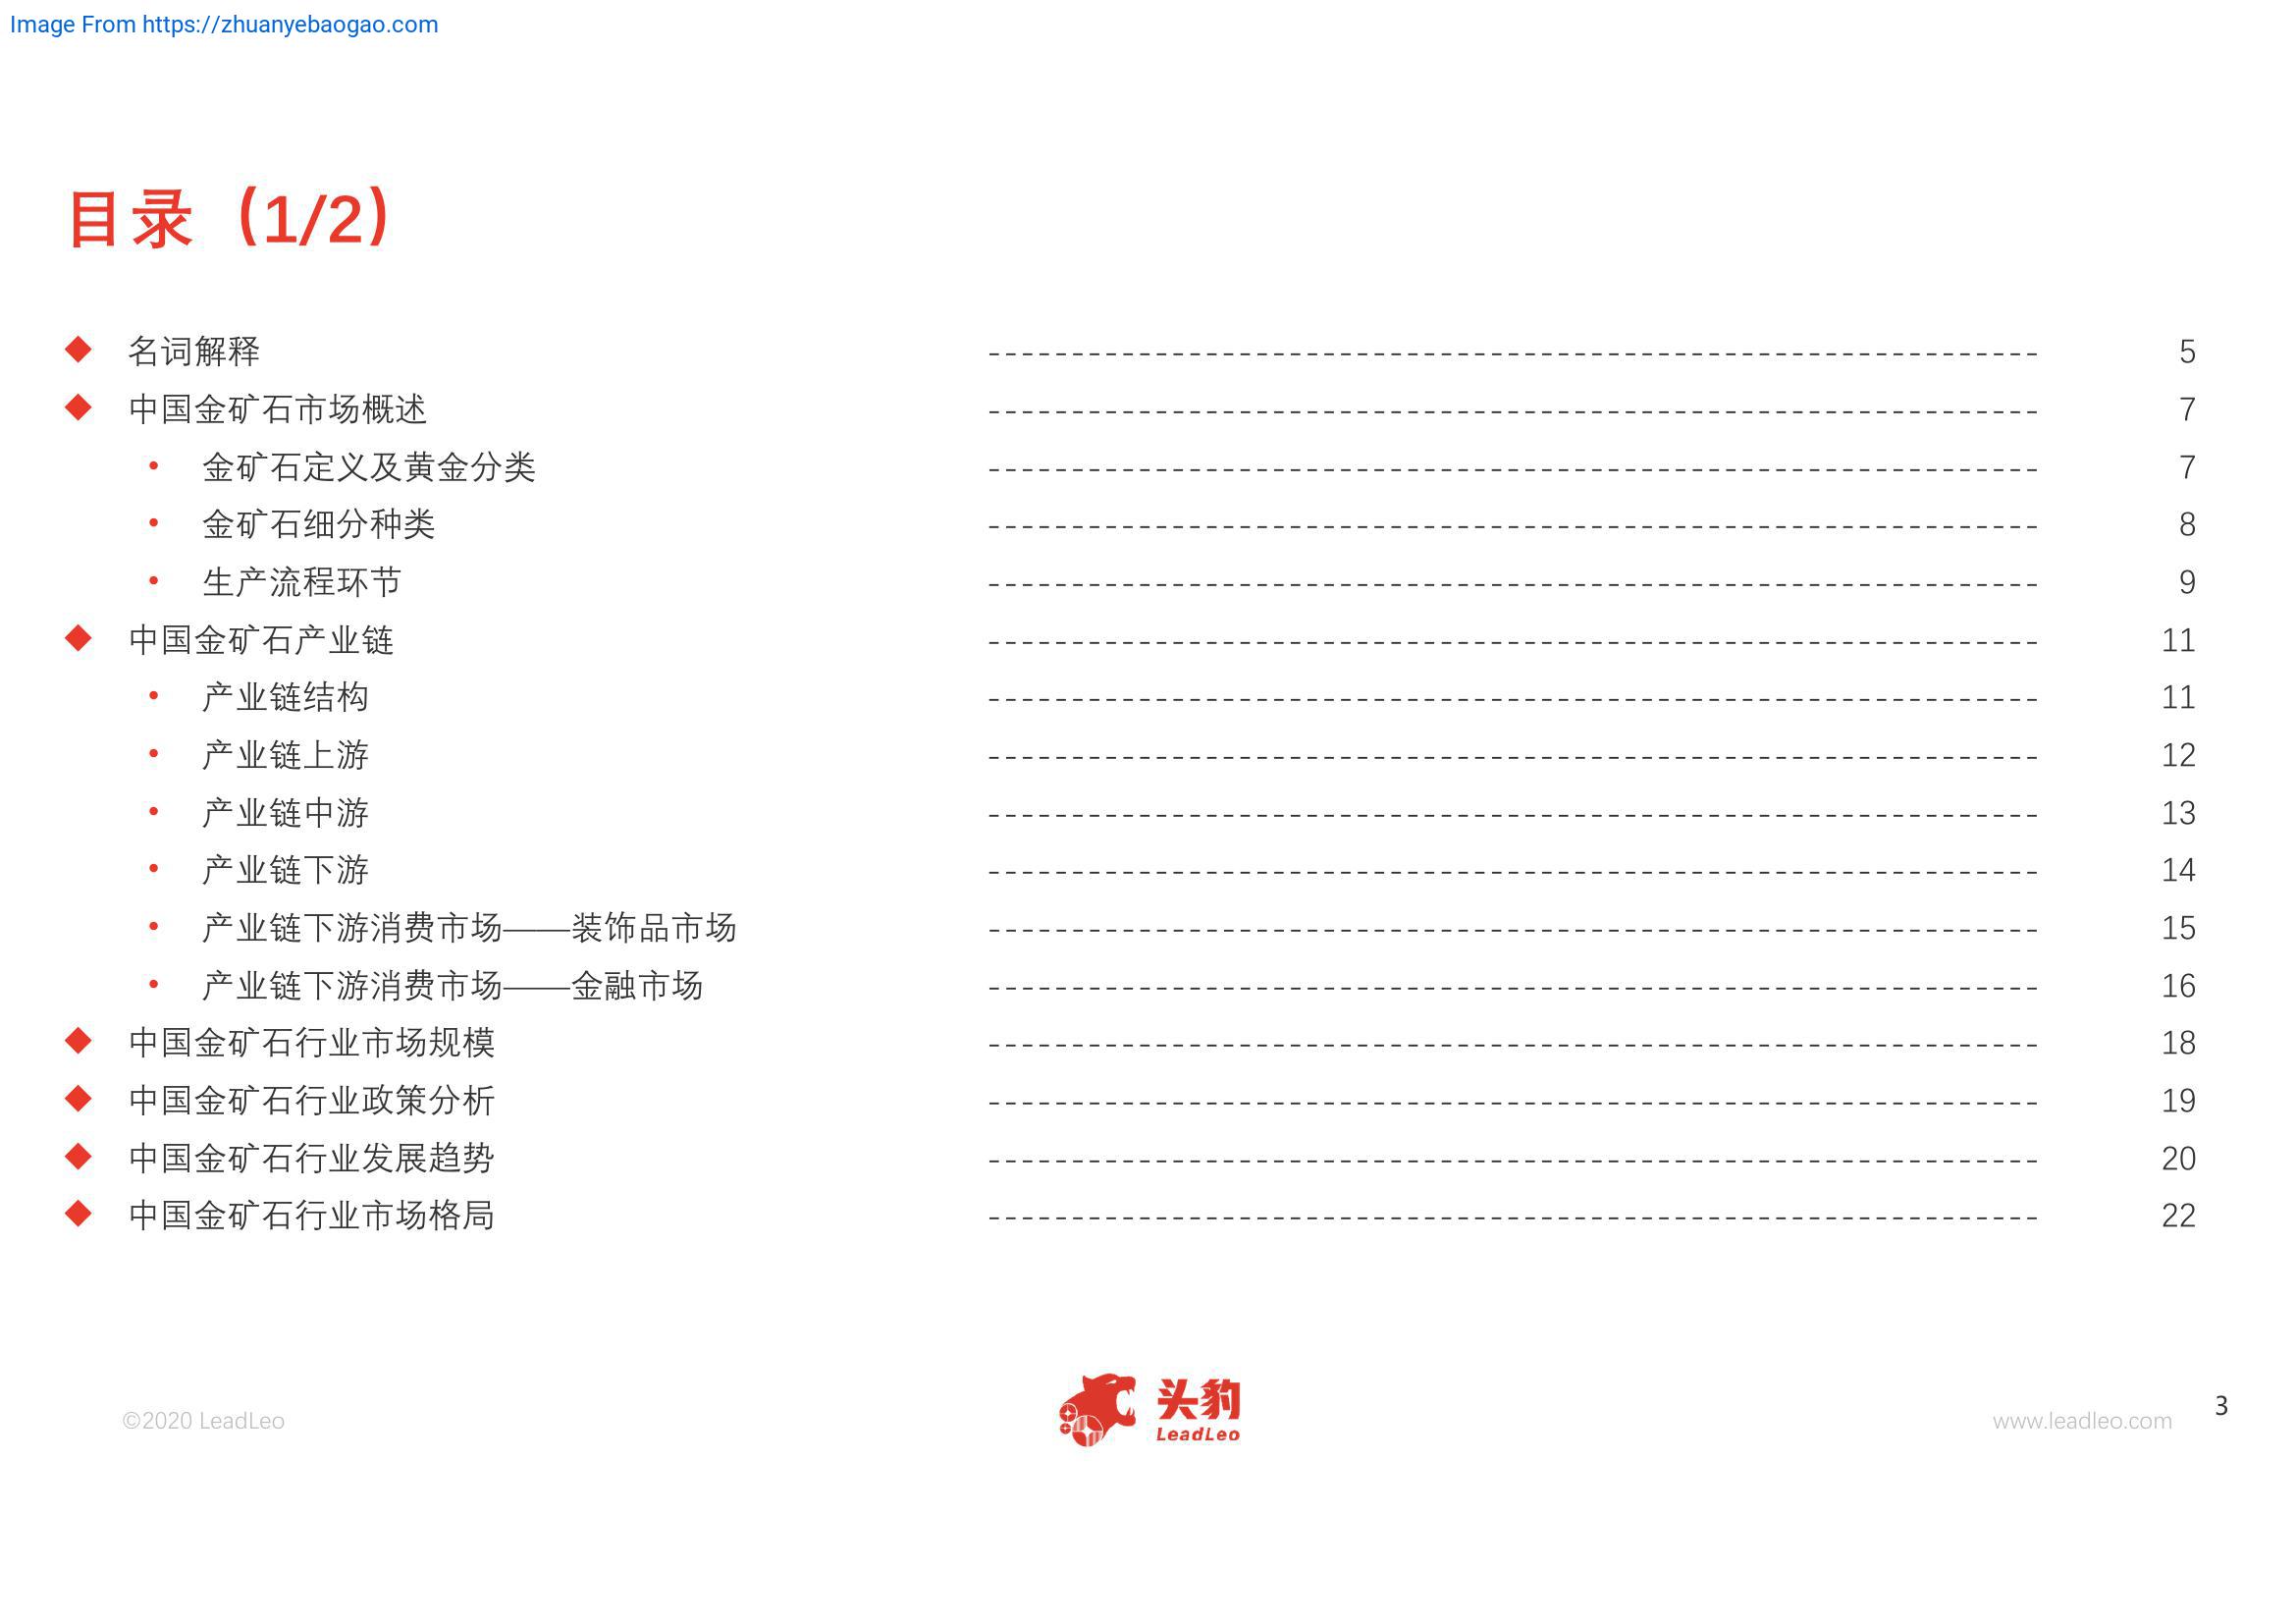 Image From https://zhuanyebaogao.com
目录（1/2）
◆ 名词解释 ---------------------------------------------------------------- 5
◆ 中国金矿石市场概述 ---------------------------------------------------------------- 7
• 金矿石定义及黄金分类 ---------------------------------------------------------------- 7
• 金矿石细分种类 ---------------------------------------------------------------- 8
• 生产流程环节 ---------------------------------------------------------------- 9
◆ 中国金矿石产业链 ---------------------------------------------------------------- 11
• 产业链结构 ---------------------------------------------------------------- 11
• 产业链上游 ---------------------------------------------------------------- 12
• 产业链中游 ---------------------------------------------------------------- 13
• 产业链下游 ---------------------------------------------------------------- 14
• 产业链下游消费市场——装饰品市场 ---------------------------------------------------------------- 15
• 产业链下游消费市场——金融市场 ---------------------------------------------------------------- 16
◆ 中国金矿石行业市场规模 ---------------------------------------------------------------- 18
◆ 中国金矿石行业政策分析 ---------------------------------------------------------------- 19
◆ 中国金矿石行业发展趋势 ---------------------------------------------------------------- 20
◆ 中国金矿石行业市场格局 ---------------------------------------------------------------- 22
©2020 LeadLeo
头豹
LeadLeo
www.leadleo.com
3